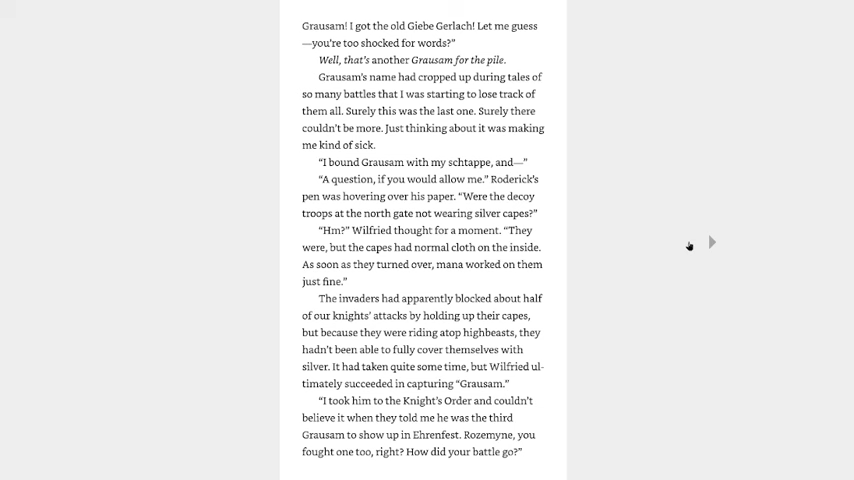 Grausam! I got the old Giebe Gerlach! Let me guess
—you're too shocked for words?”
Well, that's another Grausam for the pile.
Grausam's name had cropped up during tales of
so many battles that I was starting to lose track of
them all. Surely this was the last one. Surely there
couldn't be more. Just thinking about it was making
me kind of sick.
“I bound Grausam with my schtappe, and—”
“A question, if you would allow me.” Roderick's
pen was hovering over his paper. “Were the decoy
troops at the north gate not wearing silver capes?”
“Hm?” Wilfried thought for a moment. “They
were, but the capes had normal cloth on the inside.
As soon as they turned over, mana worked on them
just fine.”
The invaders had apparently blocked about half
of our knights' attacks by holding up their capes,
but because they were riding atop highbeasts, they
hadn't been able to fully cover themselves with
silver. It had taken quite some time, but Wilfried ul-
timately succeeded in capturing “Grausam.”
“I took him to the Knight's Order and couldn't
believe it when they told me he was the third
Grausam to show up in Ehrenfest. Rozemyne, you
fought one too, right? How did your battle go?”